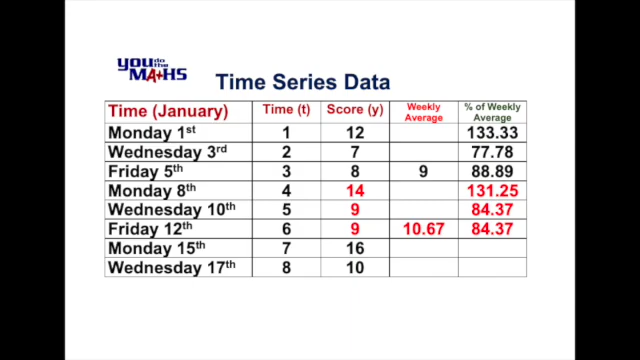 you do the MATHS
Time Series Data
Time (January) Time (t) Score (y) Weekly Average % of Weekly Average
Monday 1st 1 12 133.33
Wednesday 3rd 2 7 77.78
Friday 5th 3 8 9 88.89
Monday 8th 4 14 131.25
Wednesday 10th 5 9 84.37
Friday 12th 6 9 10.67 84.37
Monday 15th 7 16
Wednesday 17th 8 10